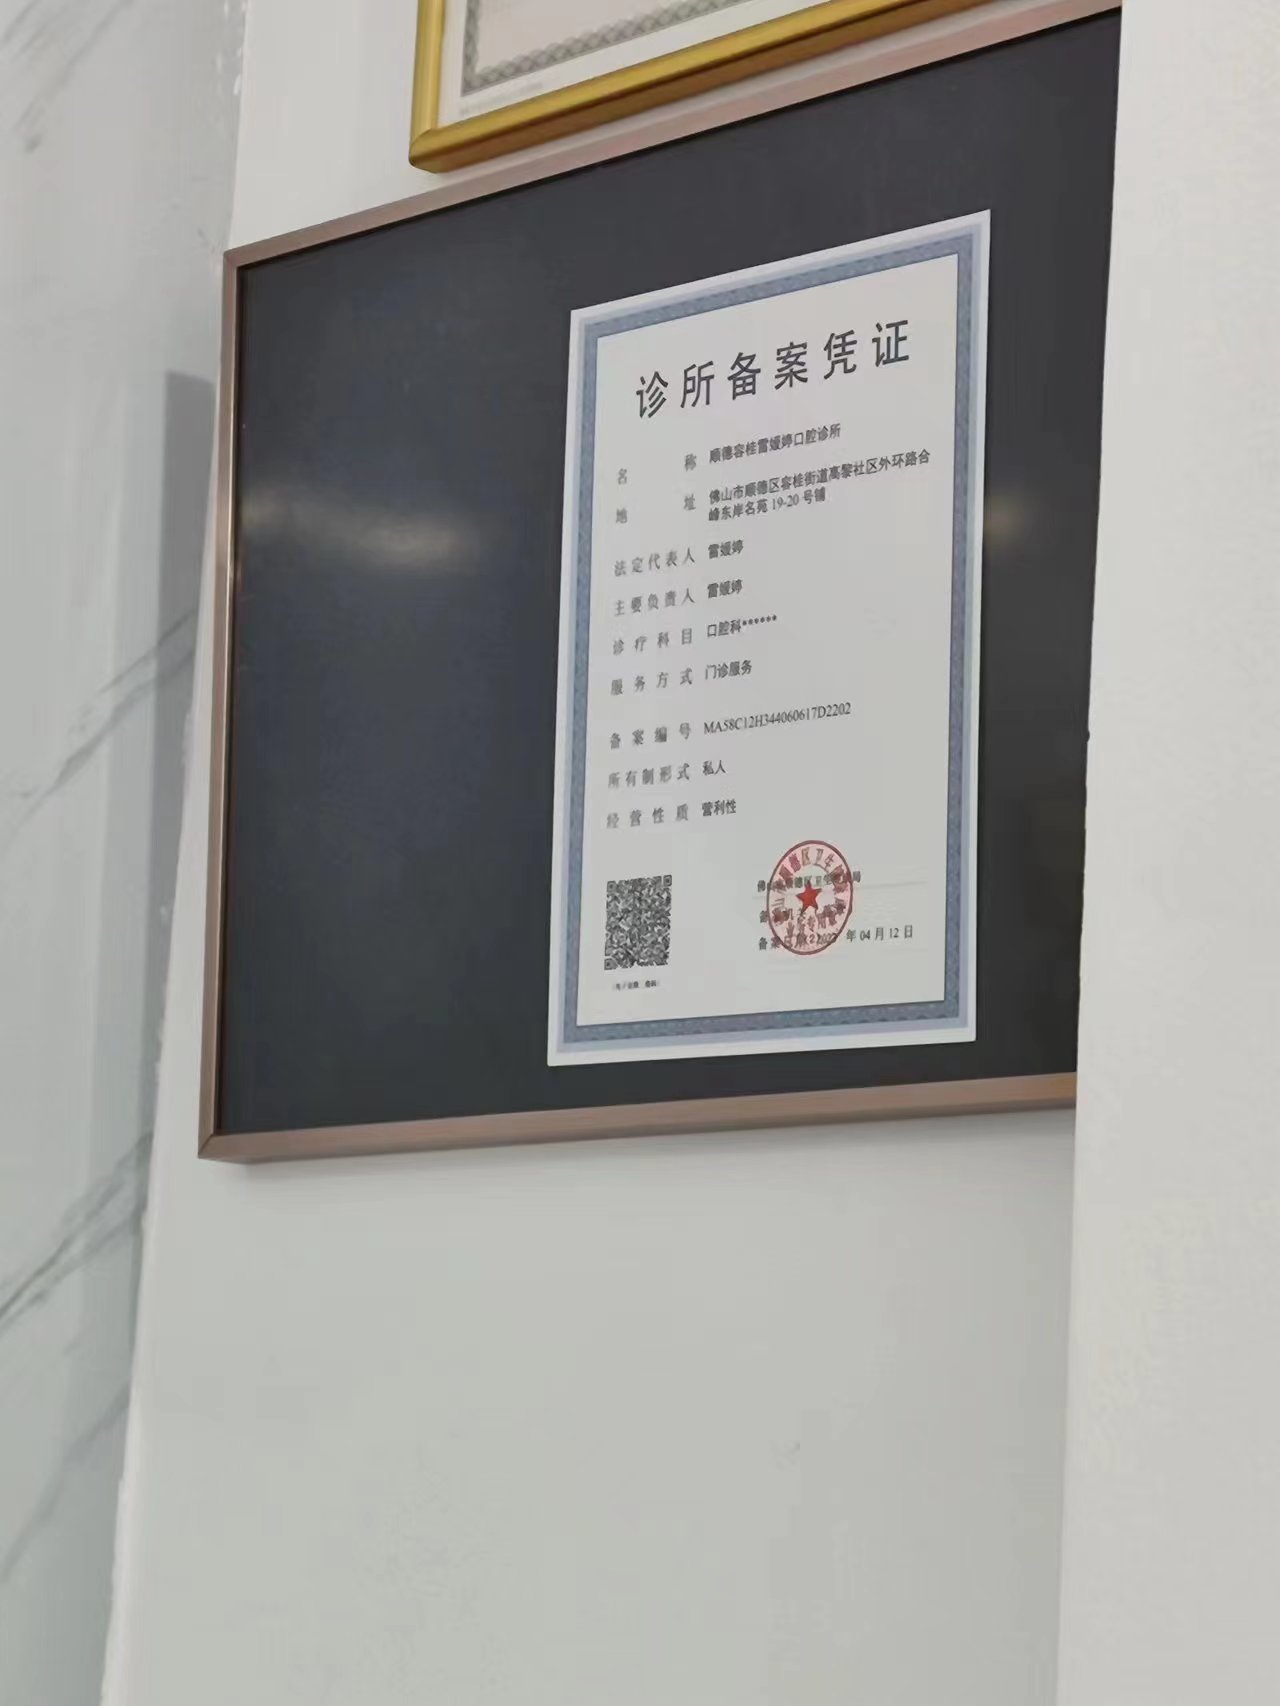 诊所备案凭证
名称 顺德容桂雷媛婷口腔诊所
地址 佛山市顺德区容桂街道高黎社区外环路合
峰东岸名苑 19-20 号铺
法定代表人 雷媛婷
主要负责人 雷媛婷
诊疗科目 口腔科******
服务方式 门诊服务
备案编号 MA58C12H344060617D2202
所有制形式 私人
经营性质 营利性
年 04 月 12 日